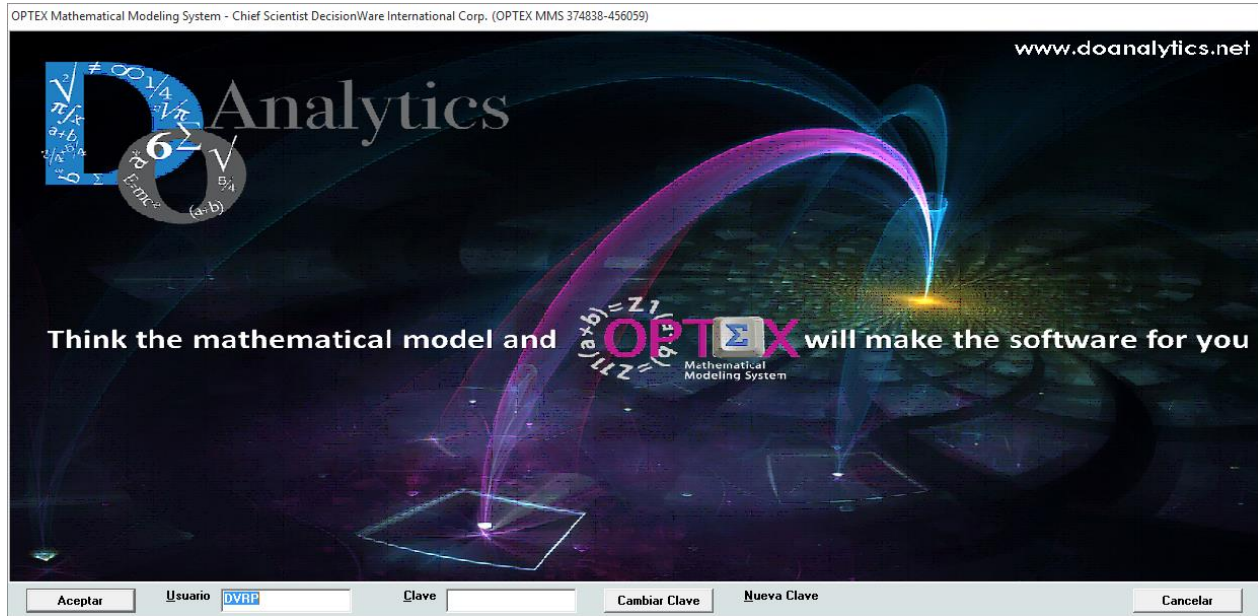 OPTEX Mathematical Modeling System - Chief Scientist DecisionWare International Corp. (OPTEX MMS 374838-456059)
www.doanalytics.net
DO Analytics
Think the mathematical model and OPTEX will make the software for you
Mathematical
Modeling System
Aceptar Usuario DVRP Clave Cambiar Clave Nueva Clave Cancelar